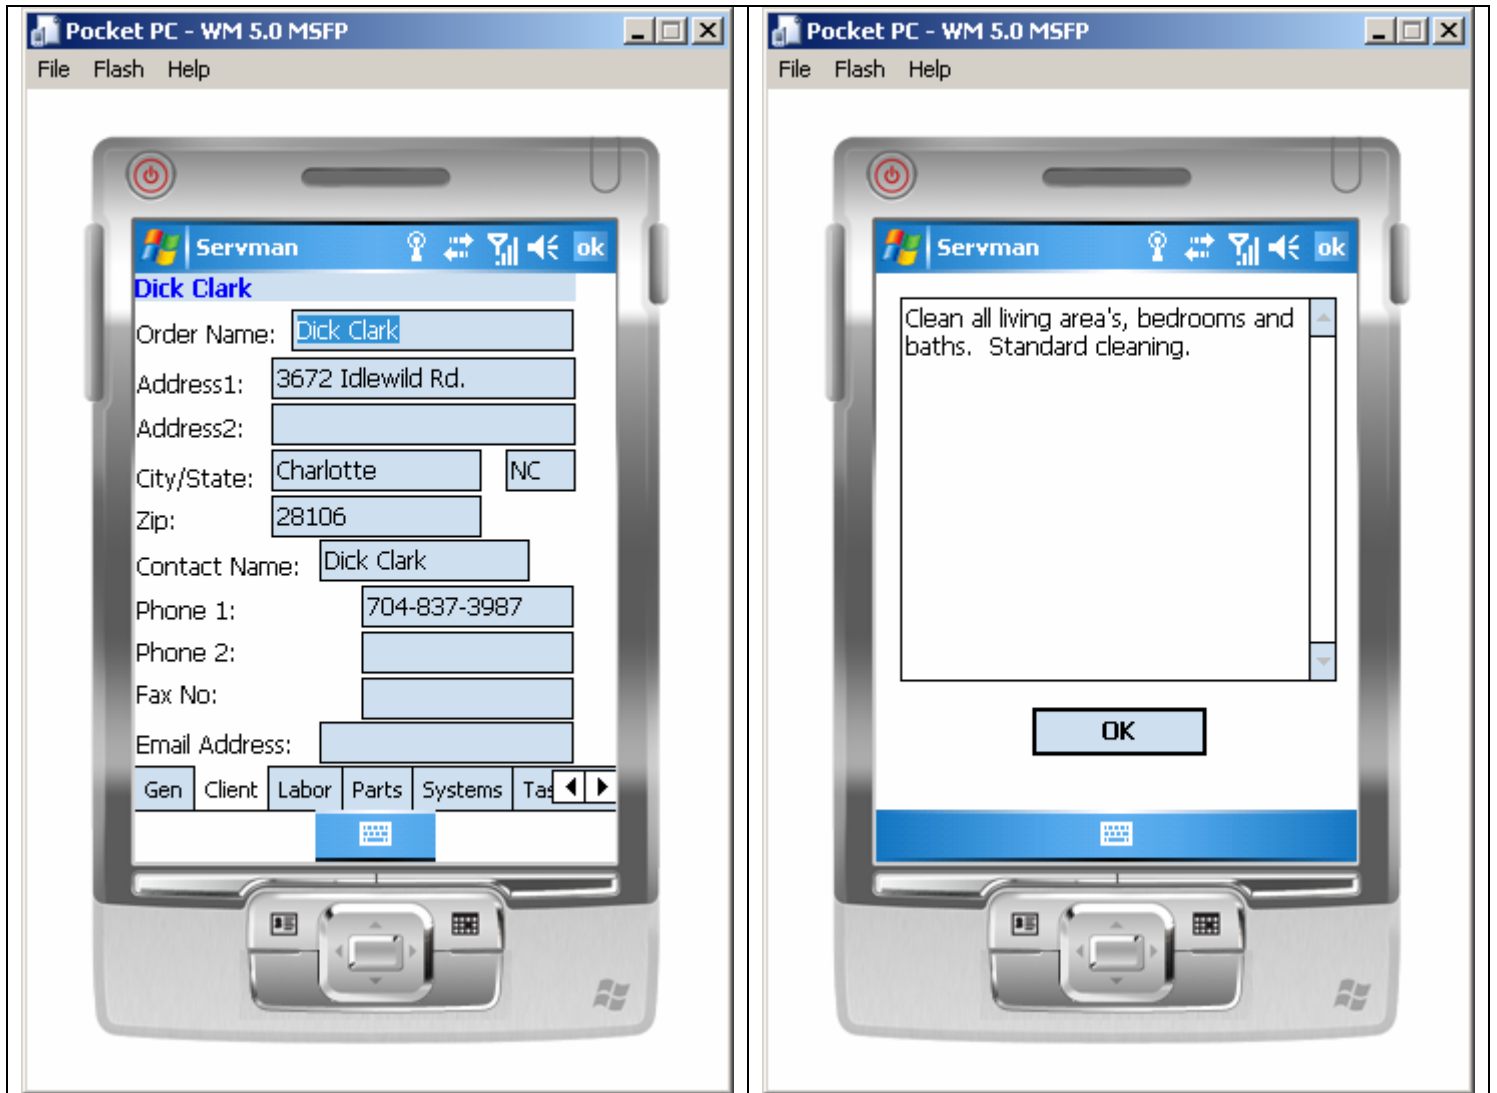 Pocket PC - WM 5.0 MSFP
File Flash Help
Servman ok
Dick Clark
Order Name: Dick Clark
Address1: 3672 Idlewild Rd.
Address2:
City/State: Charlotte NC
Zip: 28106
Contact Name: Dick Clark
Phone 1: 704-837-3987
Phone 2:
Fax No:
Email Address:
Gen Client Labor Parts Systems Tas
Pocket PC - WM 5.0 MSFP
File Flash Help
Servman ok
Clean all living area's, bedrooms and
baths. Standard cleaning.
OK